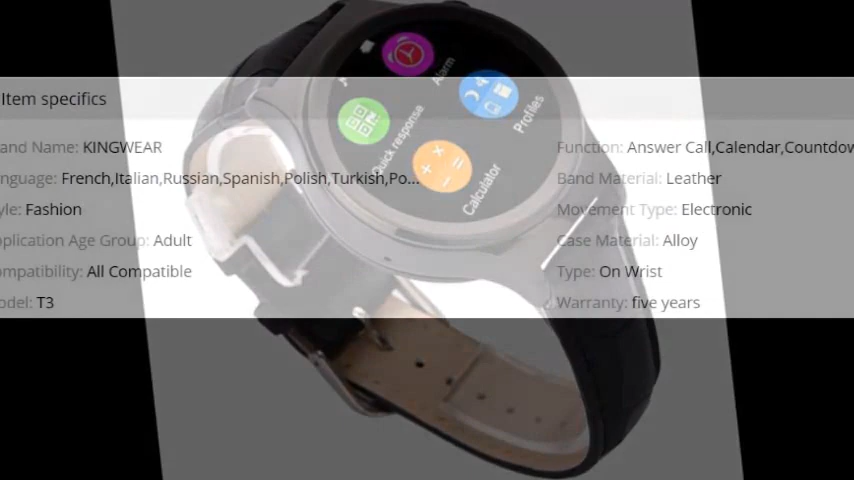 Alarm
Profiles
Quick response
Calculator
Item specifics
and Name: KINGWEAR
nguage: French,Italian,Russian,Spanish,Polish,Turkish,Po...
yle: Fashion
pplication Age Group: Adult
ompatibility: All Compatible
odel: T3
Function: Answer Call,Calendar,Countdow
Band Material: Leather
Movement Type: Electronic
Case Material: Alloy
Type: On Wrist
Warranty: five years